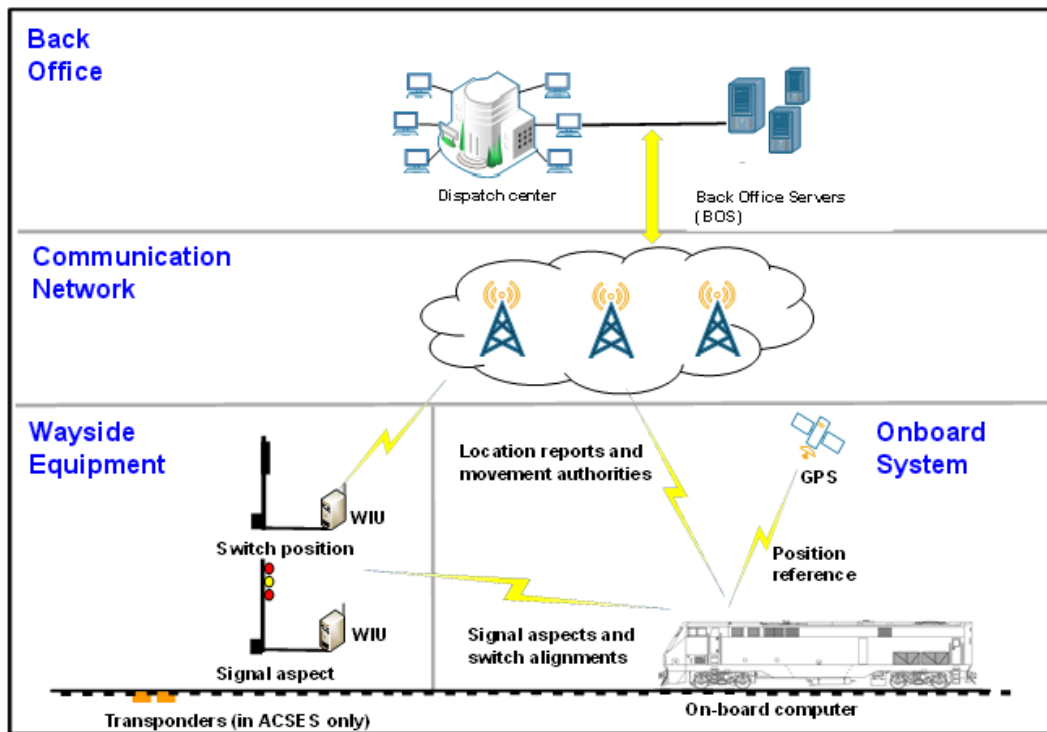 Back
Office
Dispatch center
Back Office Servers
(BOS)
Communication
Network
Wayside
Equipment
WIU
Switch position
WIU
Signal aspect
Transponders (in ACSES only)
Location reports and
movement authorities
Onboard
System
GPS
Position
reference
Signal aspects and
switch alignments
On-board computer